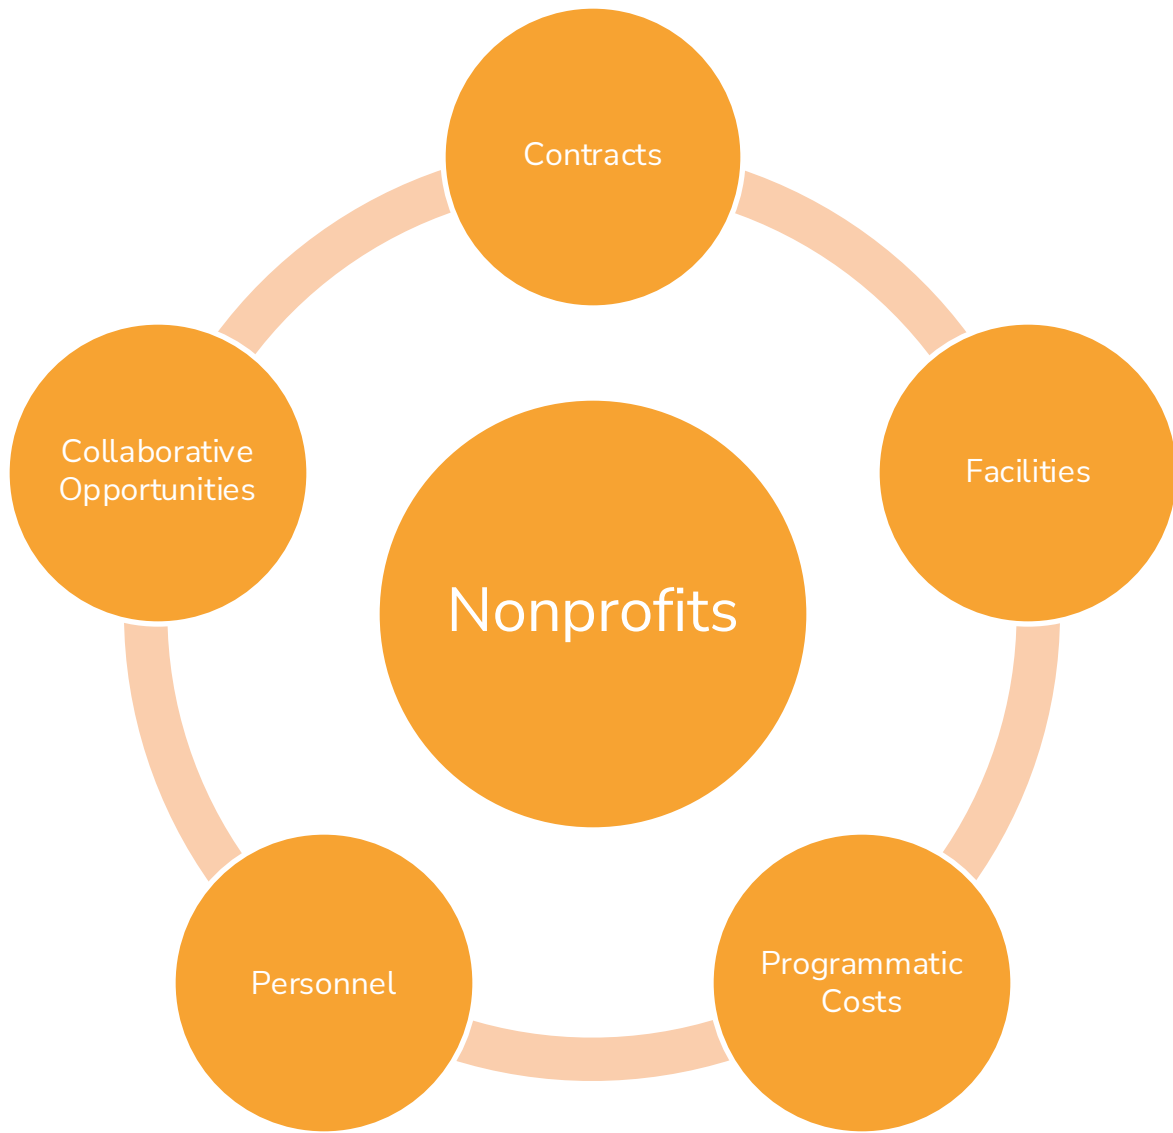 Contracts
Collaborative
Opportunities
Facilities
Nonprofits
Personnel
Programmatic
Costs